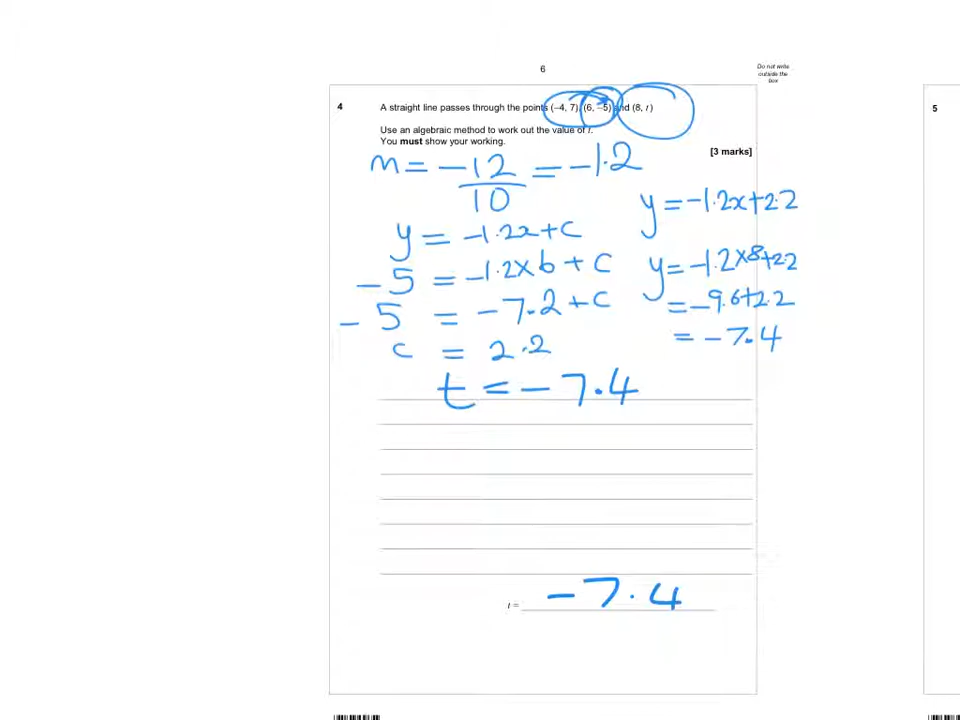 6
Do not write
outside the
box
4 A straight line passes through the points (−4, 7), (6, −5) and (8, t)
5
Use an algebraic method to work out the value of t.
You must show your working.
[3 marks]
m = -12/10 = -1.2
y = -1.2x + c
-5 = -1.2 x 6 + c
-5 = -7.2 + c
c = 2.2
y = -1.2x + 2.2
y = -1.2 x 8 + 2.2
= -9.6 + 2.2
= -7.4
t = -7.4
t = -7.4